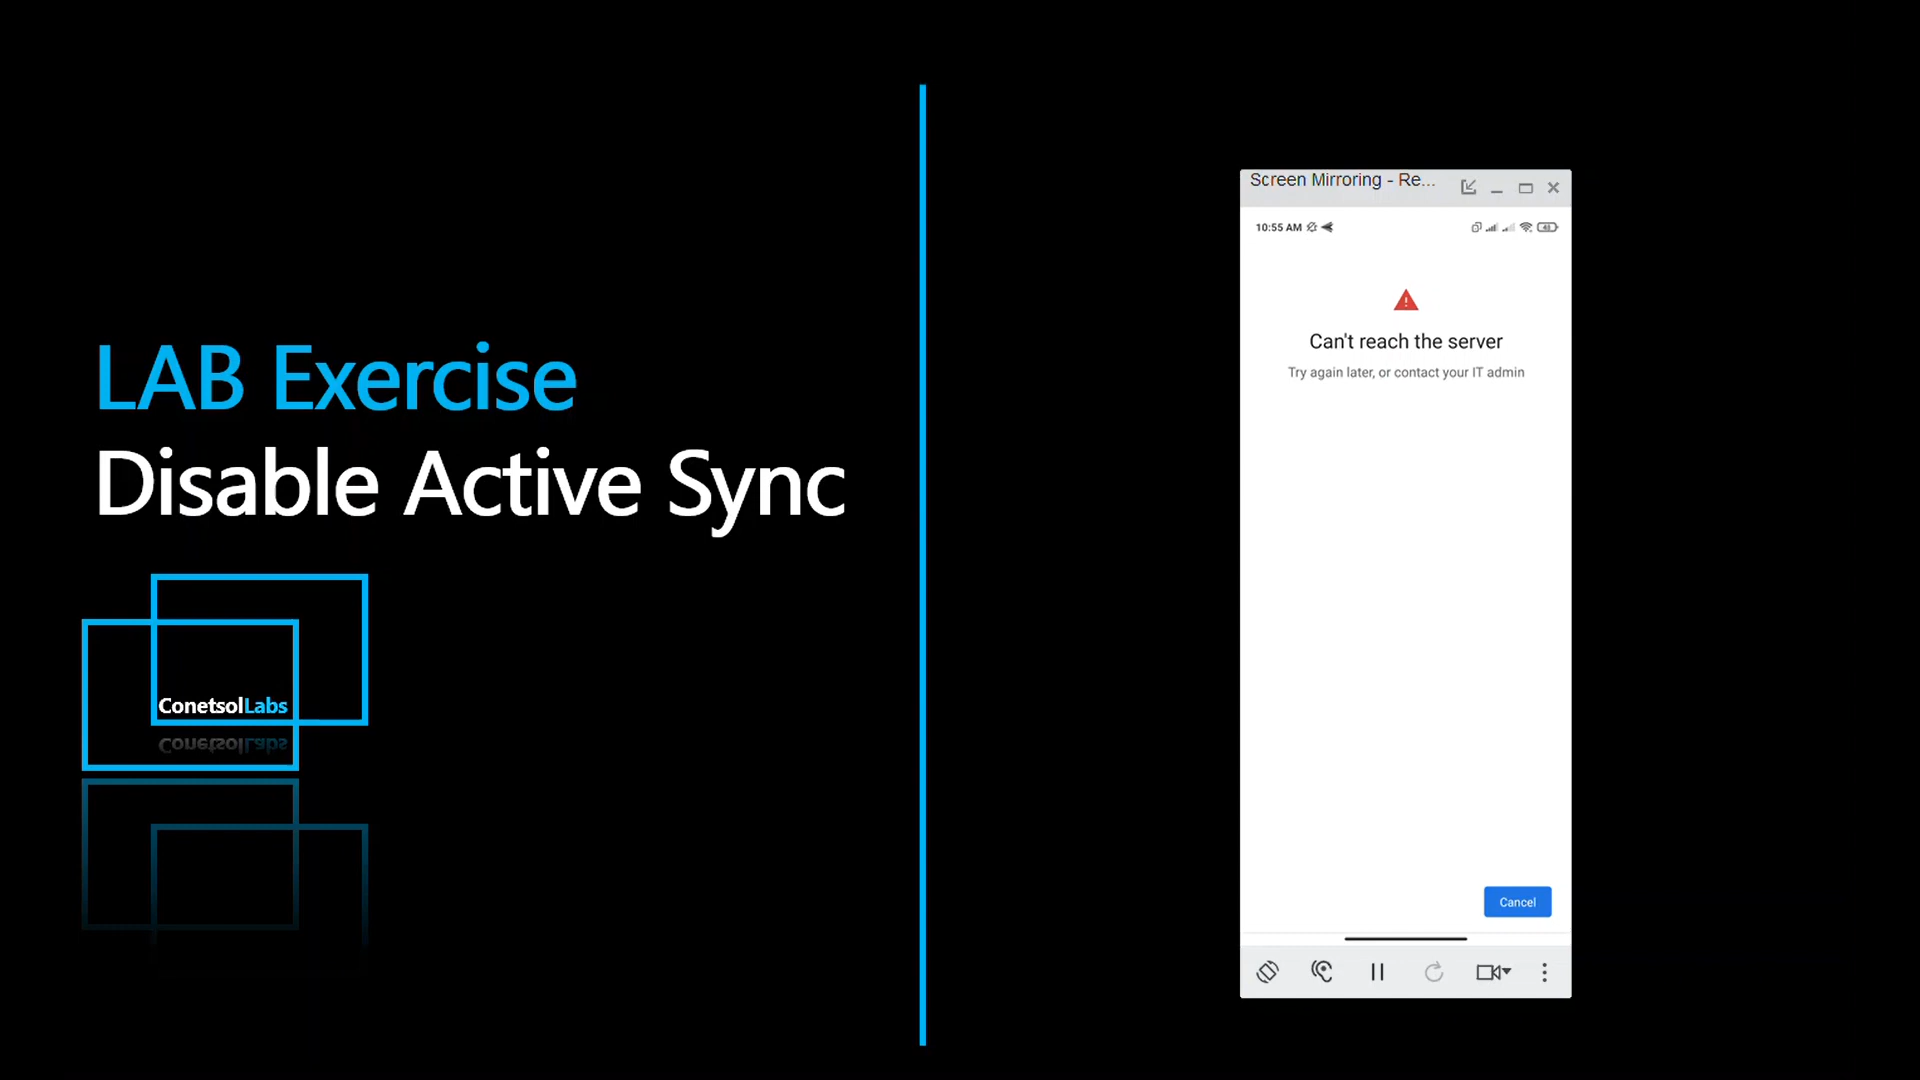 LAB Exercise
Disable Active Sync
ConetsolLabs
Screen Mirroring - Re...
10:55 AM
43
Can't reach the server
Try again later, or contact your IT admin
Cancel